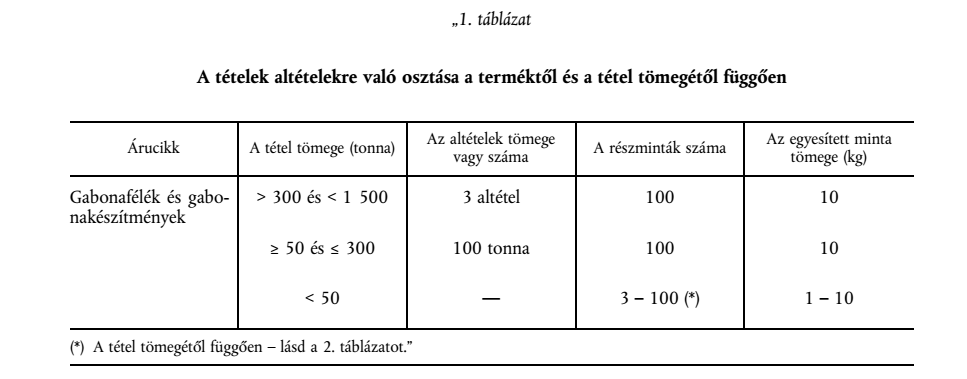 „1. táblázat
A tételek altételekre való osztása a terméktől és a tétel tömegétől függően
Árucikk
A tétel tömege (tonna)
Az altételek tömege
vagy száma
A részminták száma
Az egyesített minta
tömege (kg)
Gabonafélék és gabo-
nakészítmények
> 300 és < 1 500
3 altétel
100
10
≥ 50 és ≤ 300
100 tonna
100
10
< 50
—
3 – 100 (*)
1 – 10
(*) A tétel tömegétől függően – lásd a 2. táblázatot.”